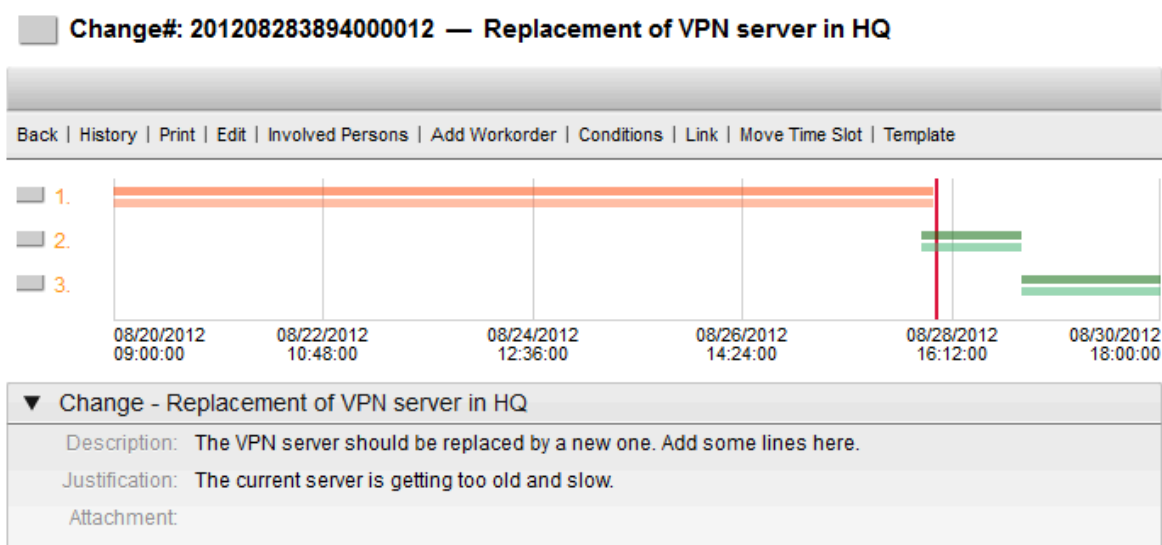 Change#: 201208283894000012 — Replacement of VPN server in HQ
Back | History | Print | Edit | Involved Persons | Add Workorder | Conditions | Link | Move Time Slot | Template
1.
2.
3.
08/20/2012 08/22/2012 08/24/2012 08/26/2012 08/28/2012 08/30/2012
09:00:00 10:48:00 12:36:00 14:24:00 16:12:00 18:00:00
▼ Change - Replacement of VPN server in HQ
Description: The VPN server should be replaced by a new one. Add some lines here.
Justification: The current server is getting too old and slow.
Attachment: